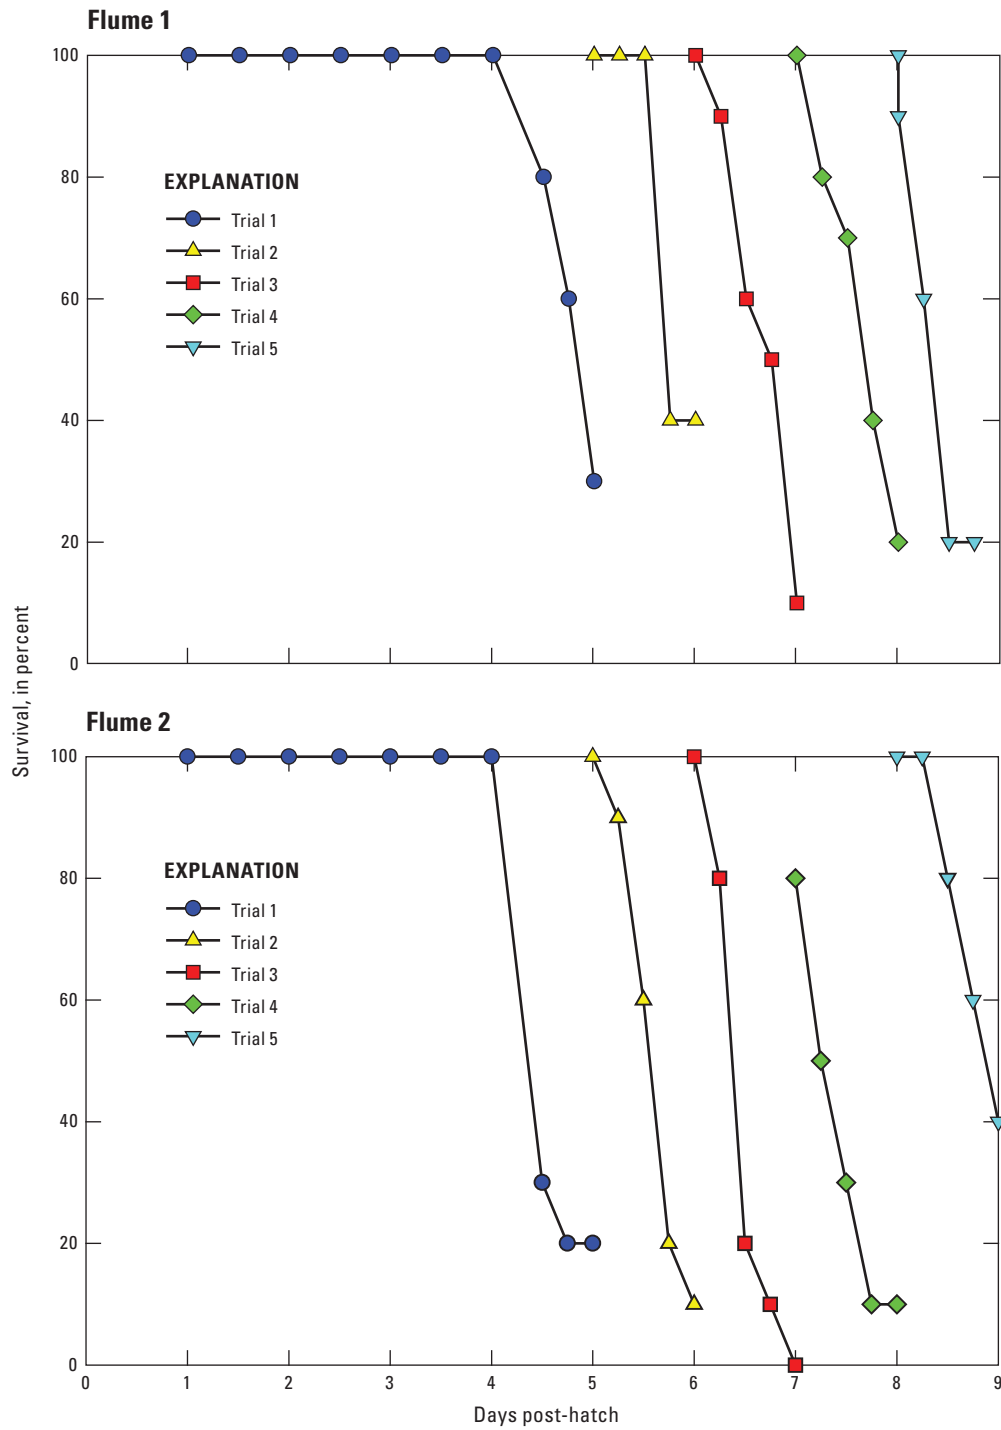 Flume 1
100
80
60
40
20
0
EXPLANATION
Trial 1
Trial 2
Trial 3
Trial 4
Trial 5
Survival, in percent
Flume 2
100
80
60
40
20
0
EXPLANATION
Trial 1
Trial 2
Trial 3
Trial 4
Trial 5
0 1 2 3 4 5 6 7 8 9
Days post-hatch